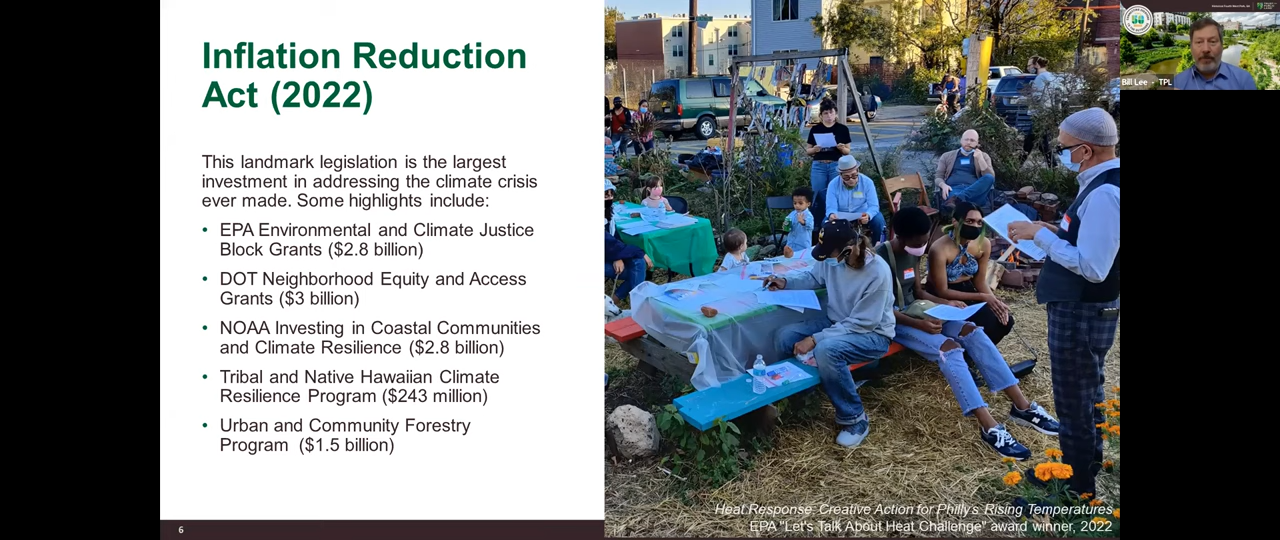 Inflation Reduction
Act (2022)
This landmark legislation is the largest
investment in addressing the climate crisis
ever made. Some highlights include:
• EPA Environmental and Climate Justice
Block Grants ($2.8 billion)
• DOT Neighborhood Equity and Access
Grants ($3 billion)
• NOAA Investing in Coastal Communities
and Climate Resilience ($2.8 billion)
• Tribal and Native Hawaiian Climate
Resilience Program ($243 million)
• Urban and Community Forestry
Program ($1.5 billion)
6
Heat Response: Creative Action for Philly's Rising Temperatures
EPA "Let's Talk About Heat Challenge" award winner, 2022
50
Bill Lee - TPL